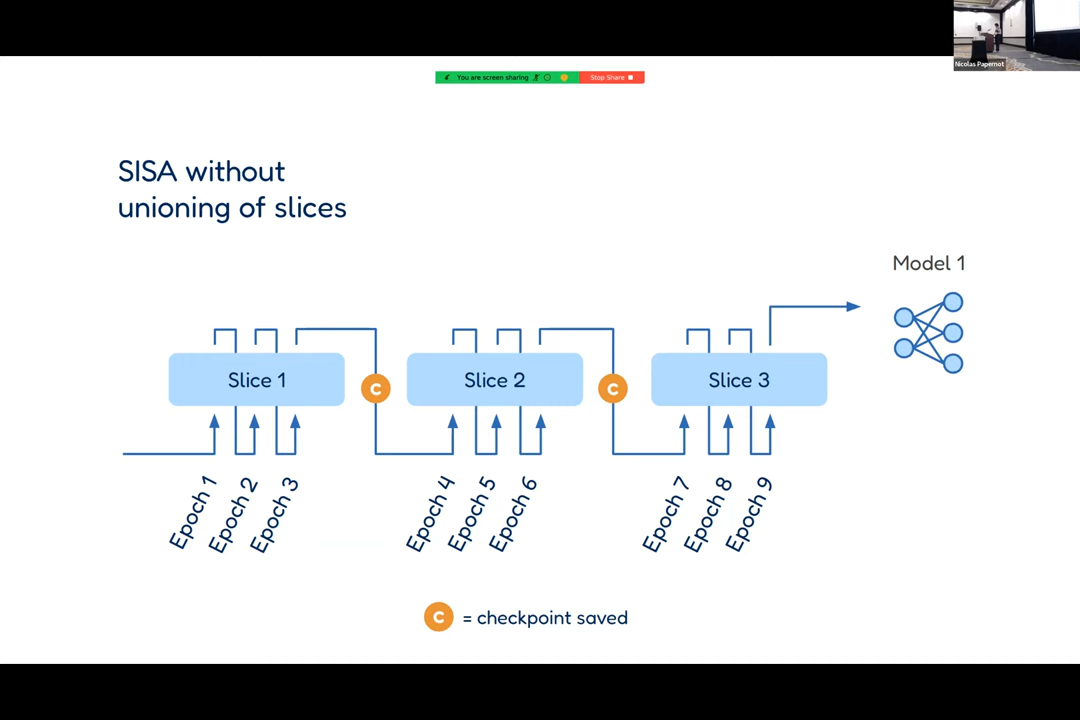 Nicolas Papernot
You are screen sharing
Stop Share
SISA without
unioning of slices
Model 1
Slice 1
C
Slice 2
C
Slice 3
Epoch 1
Epoch 2
Epoch 3
Epoch 4
Epoch 5
Epoch 6
Epoch 7
Epoch 8
Epoch 9
C = checkpoint saved